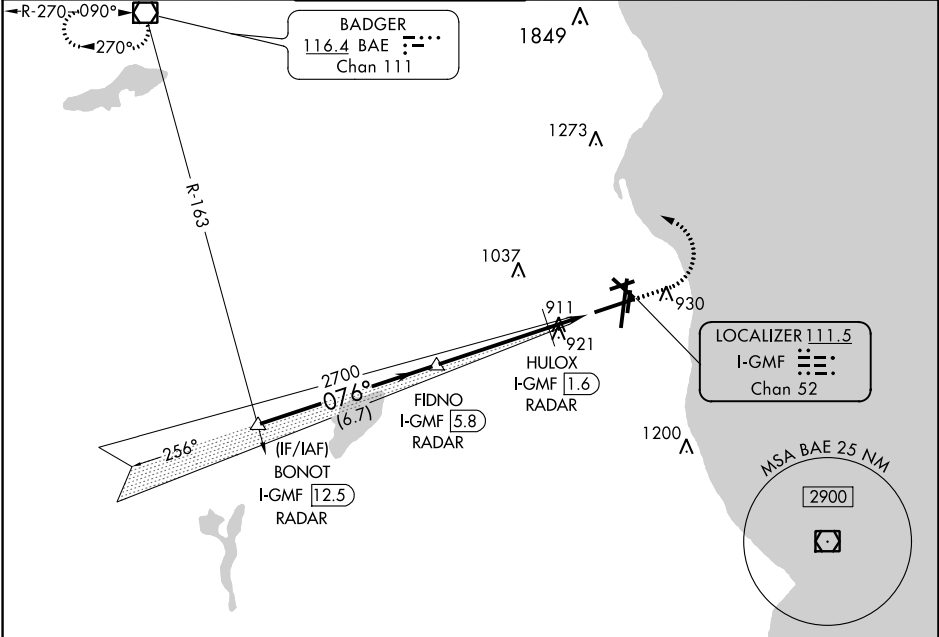 R-270
090°
270°
BADGER
116.4 BAE
Chan 111
1849
1273
R-163
1037
911
930
921
LOCALIZER 111.5
I-GMF
Chan 52
HULOX
I-GMF 1.6
RADAR
2700
076°
(6.7)
FIDNO
I-GMF 5.8
RADAR
256°
(IF/IAF)
BONOT
I-GMF 12.5
RADAR
1200
MSA BAE 25 NM
2900